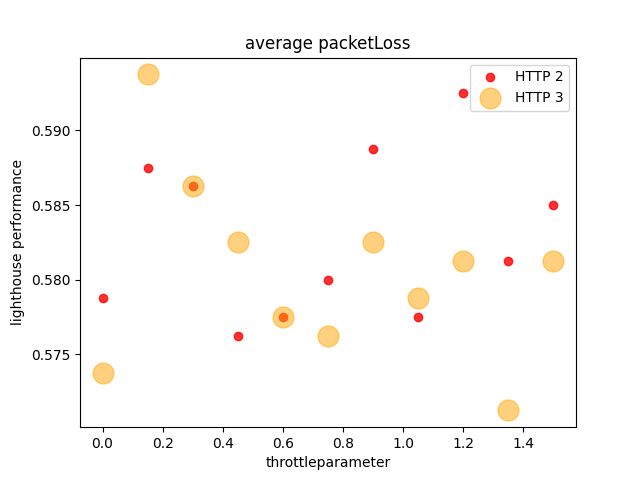 average packetLoss
HTTP 2
HTTP 3
lighthouse performance
0.590
0.585
0.580
0.575
0.0 0.2 0.4 0.6 0.8 1.0 1.2 1.4
throttleparameter